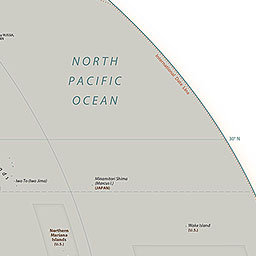 NORTH
PACIFIC
OCEAN
International Date Line
30° N
Minamitori Shima
(Marcus I.)
(JAPAN)
Iwo To (Iwo Jima)
Wake Island
(U.S.)
Northern
Mariana
Islands
(U.S.)